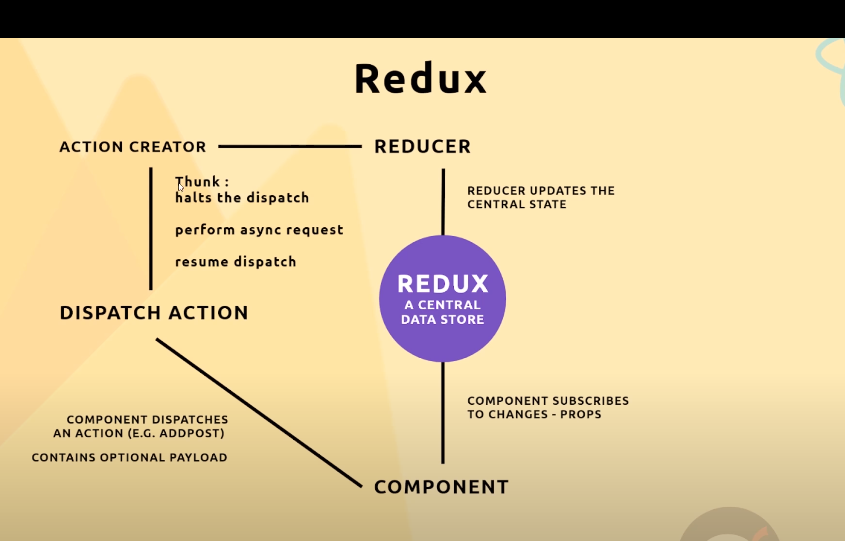 Redux
ACTION CREATOR
REDUCER
Thunk :
halts the dispatch
perform async request
resume dispatch
REDUCER UPDATES THE
CENTRAL STATE
REDUX
A CENTRAL
DATA STORE
DISPATCH ACTION
COMPONENT DISPATCHES
AN ACTION (E.G. ADDPOST)
CONTAINS OPTIONAL PAYLOAD
COMPONENT SUBSCRIBES
TO CHANGES - PROPS
COMPONENT